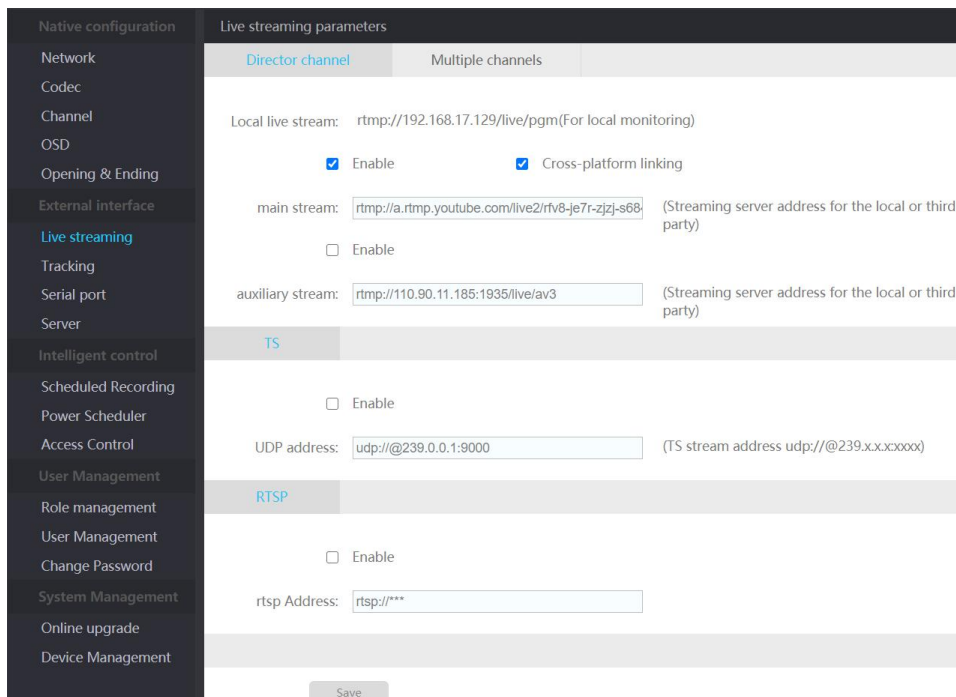 Native configuration
Network
Codec
Channel
OSD
Opening & Ending
External interface
Live streaming
Tracking
Serial port
Server
Intelligent control
Scheduled Recording
Power Scheduler
Access Control
User Management
Role management
User Management
Change Password
System Management
Online upgrade
Device Management
Live streaming parameters
Director channel Multiple channels
Local live stream: rtmp://192.168.17.129/live/pgm(For local monitoring)
Enable Cross-platform linking
main stream: rtmp://a.rtmp.youtube.com/live2/rfv8-je7r-zjzj-s68- (Streaming server address for the local or third
party)
Enable
auxiliary stream: rtmp://110.90.11.185:1935/live/av3 (Streaming server address for the local or third
party)
TS
Enable
UDP address: udp://@239.0.0.1:9000 (TS stream address udp://@239.x.x.x:xxxx)
RTSP
Enable
rtsp Address: rtsp://***
Save